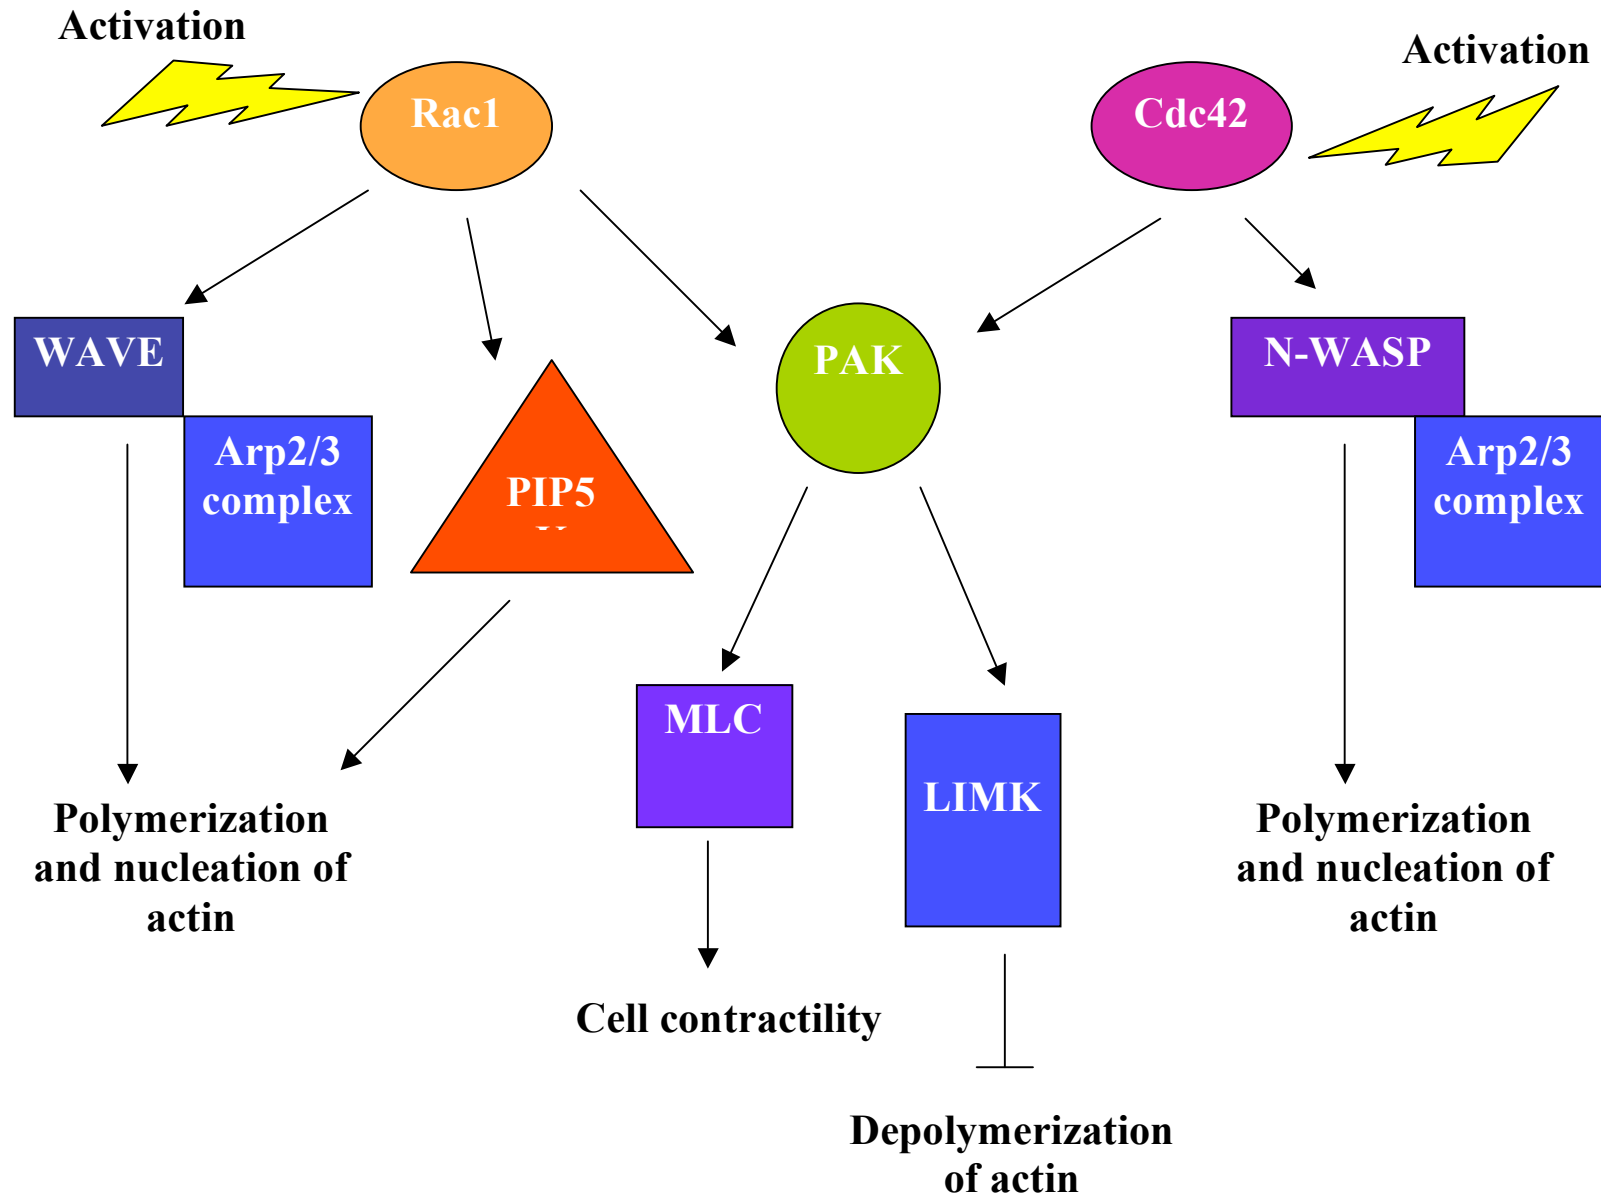 Activation
Activation
Rac1
Cdc42
WAVE
PAK
N-WASP
Arp2/3
complex
PIP5
Arp2/3
complex
MLC
LIMK
Polymerization
and nucleation of
actin
Polymerization
and nucleation of
actin
Cell contractility
Depolymerization
of actin